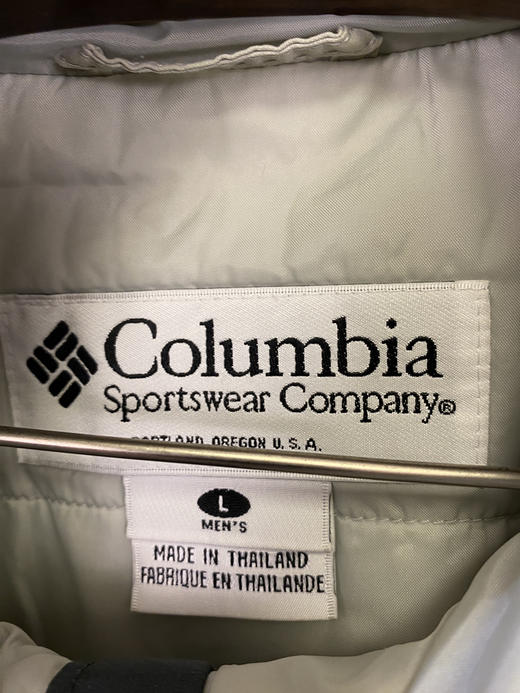 Columbia
Sportswear Company®
PORTLAND, OREGON U.S.A.
L
MEN'S
MADE IN THAILAND
FABRIQUE EN THAILANDE